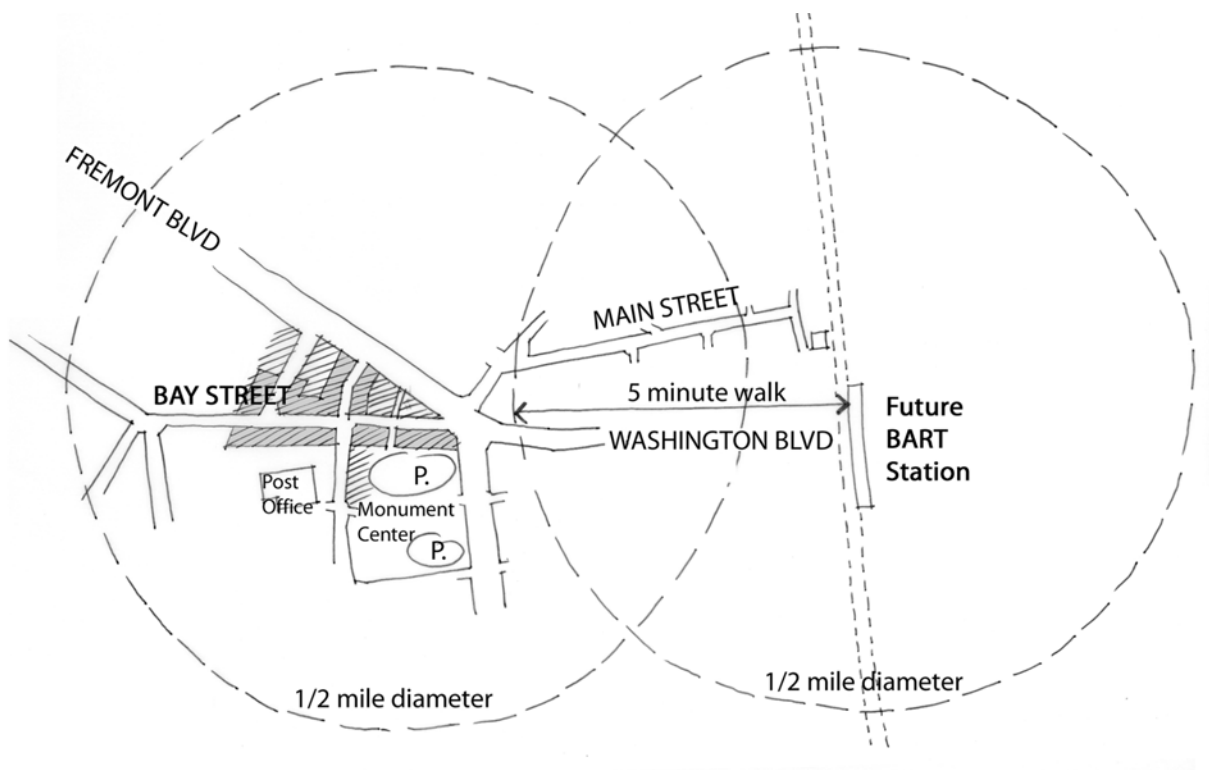 FREMONT BLVD
MAIN STREET
BAY STREET
5 minute walk
WASHINGTON BLVD
Future
BART
Station
P.
Post
Office
Monument
Center
P.
1/2 mile diameter
1/2 mile diameter